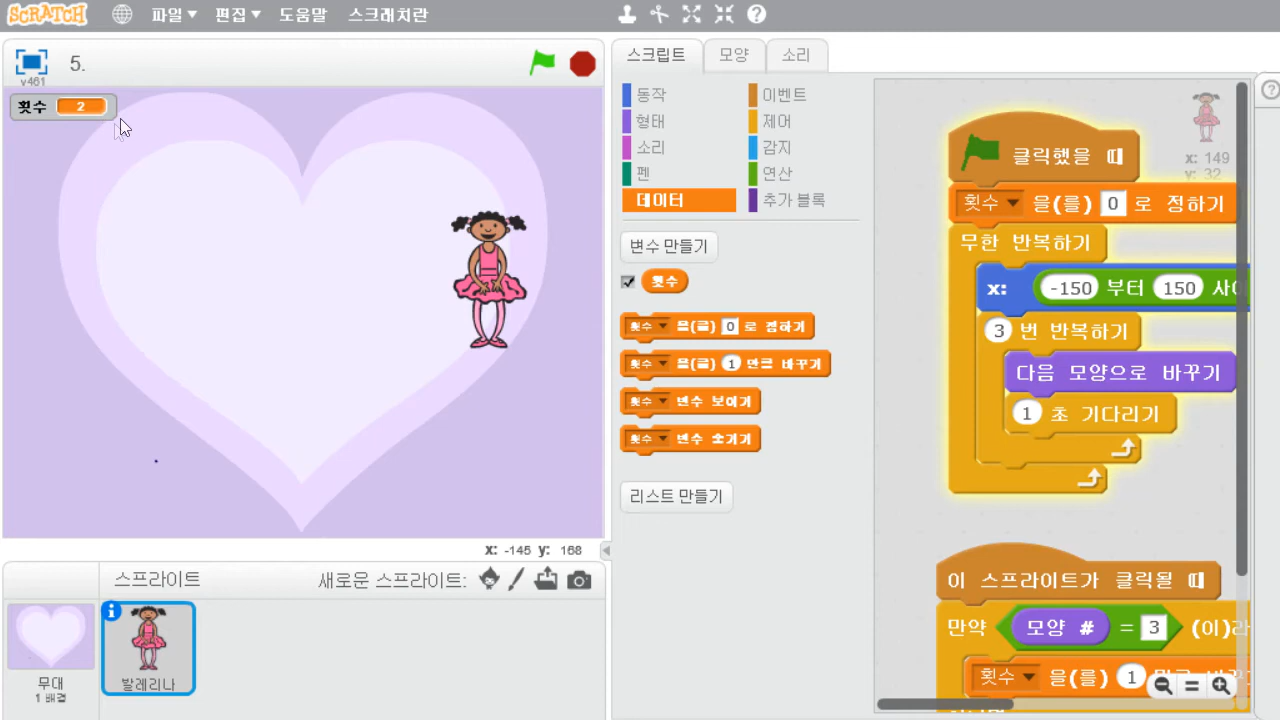 SCRATCH 파일 편집 도움말 스크래치란
5.
v461
횟수 2
x: -145 y: 168
스프라이트 새로운 스프라이트:
무대
1 배경
발레리나
스크립트 모양 소리
동작 이벤트
형태 제어
소리 감지
펜 연산
데이터 추가 블록
변수 만들기
횟수
횟수 을(를) 0 로 정하기
횟수 을(를) 1 만큼 바꾸기
횟수 변수 보이기
횟수 변수 숨기기
리스트 만들기
x: 149
y: 32
클릭했을 때
횟수 을(를) 0 로 정하기
무한 반복하기
x: -150 부터 150 사
3 번 반복하기
다음 모양으로 바꾸기
1 초 기다리기
이 스프라이트가 클릭될 때
만약 모양 # = 3 (이)라
횟수 을(를) 1